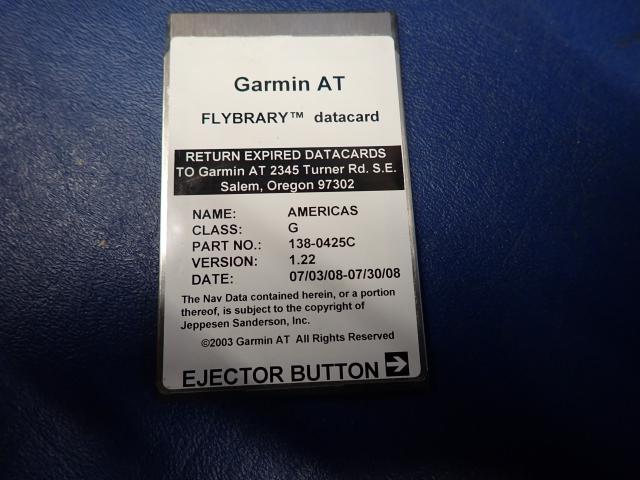 Garmin AT
FLYBRARY™ datacard
RETURN EXPIRED DATACARDS
TO Garmin AT 2345 Turner Rd. S.E.
Salem, Oregon 97302
NAME: AMERICAS
CLASS: G
PART NO.: 138-0425C
VERSION: 1.22
DATE: 07/03/08-07/30/08
The Nav Data contained herein, or a portion
thereof, is subject to the copyright of
Jeppesen Sanderson, Inc.
©2003 Garmin AT All Rights Reserved
EJECTOR BUTTON